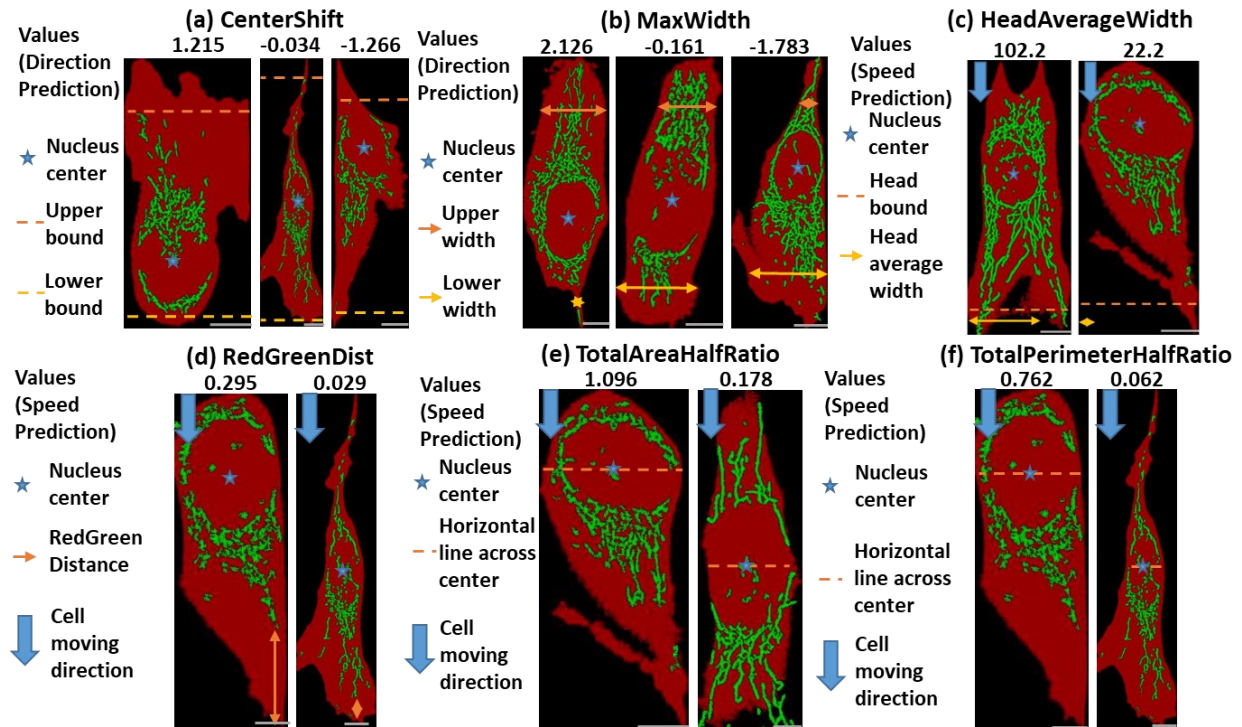 (a) CenterShift
Values
(Direction
Prediction)
1.215 -0.034 -1.266
Nucleus
center
Upper
bound
Lower
bound
(b) MaxWidth
Values
(Direction
Prediction)
2.126 -0.161 -1.783
Nucleus
center
Upper
width
Lower
width
(c) HeadAverageWidth
Values
(Speed
Prediction)
102.2 22.2
Nucleus
center
Head
bound
Head
average
width
(d) RedGreenDist
Values
(Speed
Prediction)
0.295 0.029
Nucleus
center
RedGreen
Distance
Cell
moving
direction
(e) TotalAreaHalfRatio
Values
(Speed
Prediction)
1.096 0.178
Nucleus
center
Horizontal
line across
center
Cell
moving
direction
(f) TotalPerimeterHalfRatio
Values
(Speed
Prediction)
0.762 0.062
Nucleus
center
Horizontal
line across
center
Cell
moving
direction